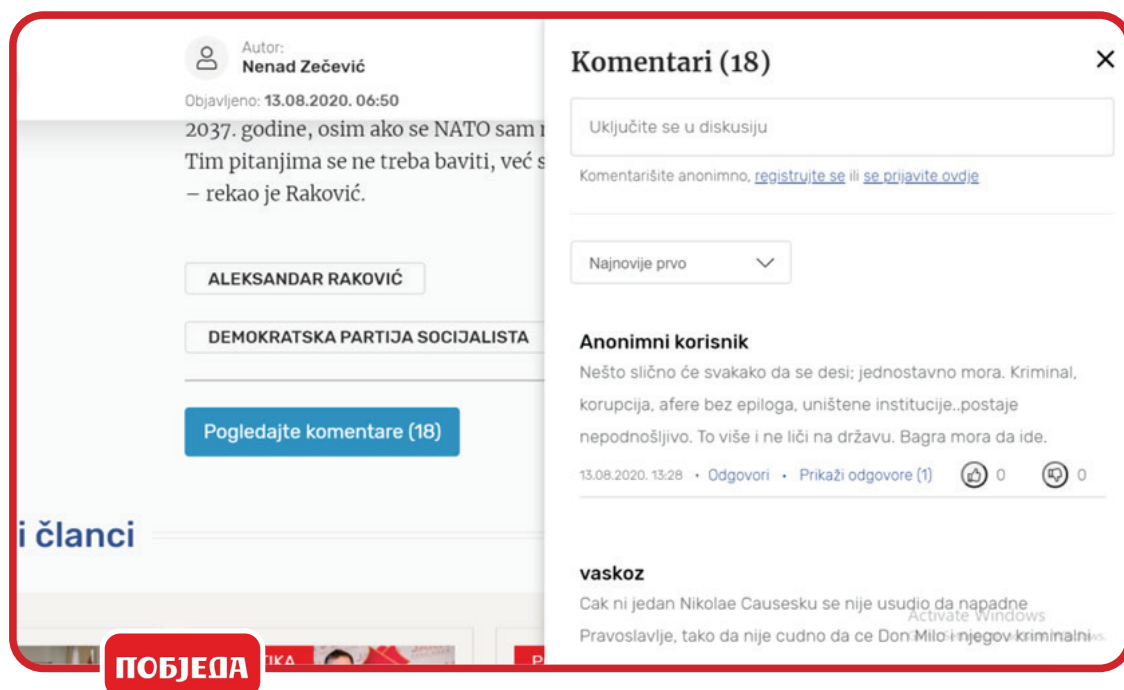 Autor:
Nenad Zečević
Objavljeno: 13.08.2020. 06:50
2037. godine, osim ako se NATO sam
Tim pitanjima se ne treba baviti, već s
– rekao je Raković.
ALEKSANDAR RAKOVIĆ
DEMOKRATSKA PARTIJA SOCIJALISTA
Pogledajte komentare (18)
i članci
ПОБЈЕДА
Komentari (18)
Uključite se u diskusiju
Komentarišite anonimno, registrujte se ili se prijavite ovdje
Najnovije prvo
Anonimni korisnik
Nešto slično će svakako da se desi; jednostavno mora. Kriminal,
korupcija, afere bez epiloga, uništene institucije..postaje
nepodnošljivo. To više i ne liči na državu. Bagra mora da ide.
13.08.2020. 13:28 • Odgovori • Prikaži odgovore (1) 0 0
vaskoz
Cak ni jedan Nikolae Causesku se nije usudio da napadne
Activate Windows
Pravoslavlje, tako da nije cudno da ce Don Milo i njegov kriminalni